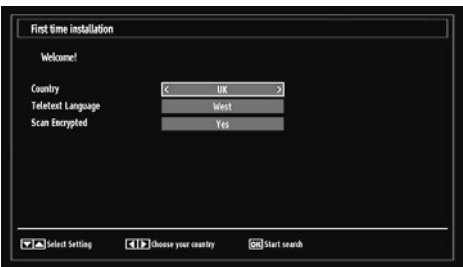 First time installation
Welcome!
Country < UK >
Teletext Language West
Scan Encrypted Yes
Select Setting Choose your country OK Start search